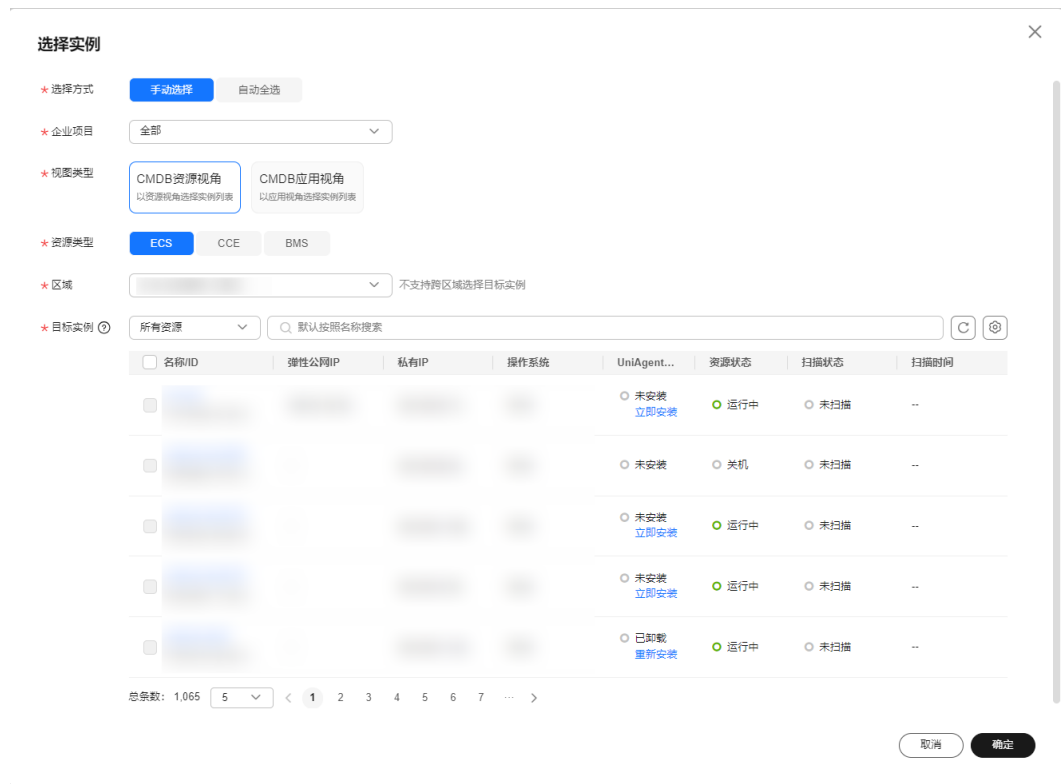 选择实例
* 选择方式 手动选择 自动全选
* 企业项目 全部
* 视图类型 CMDB资源视角 CMDB应用视角
以资源视角选择实例列表 以应用视角选择实例列表
* 资源类型 ECS CCE BMS
* 区域 不支持跨区域选择目标实例
* 目标实例 所有资源 默认按照名称搜索
名称/ID 弹性公网IP 私有IP 操作系统 UniAgent... 资源状态 扫描状态 扫描时间
未安装 运行中 未扫描 --
立即安装
未安装 关机 未扫描 --
未安装 运行中 未扫描 --
立即安装
未安装 运行中 未扫描 --
立即安装
已卸载 运行中 未扫描 --
重新安装
总条数: 1,065 5 < 1 2 3 4 5 6 7 ... >
取消 确定